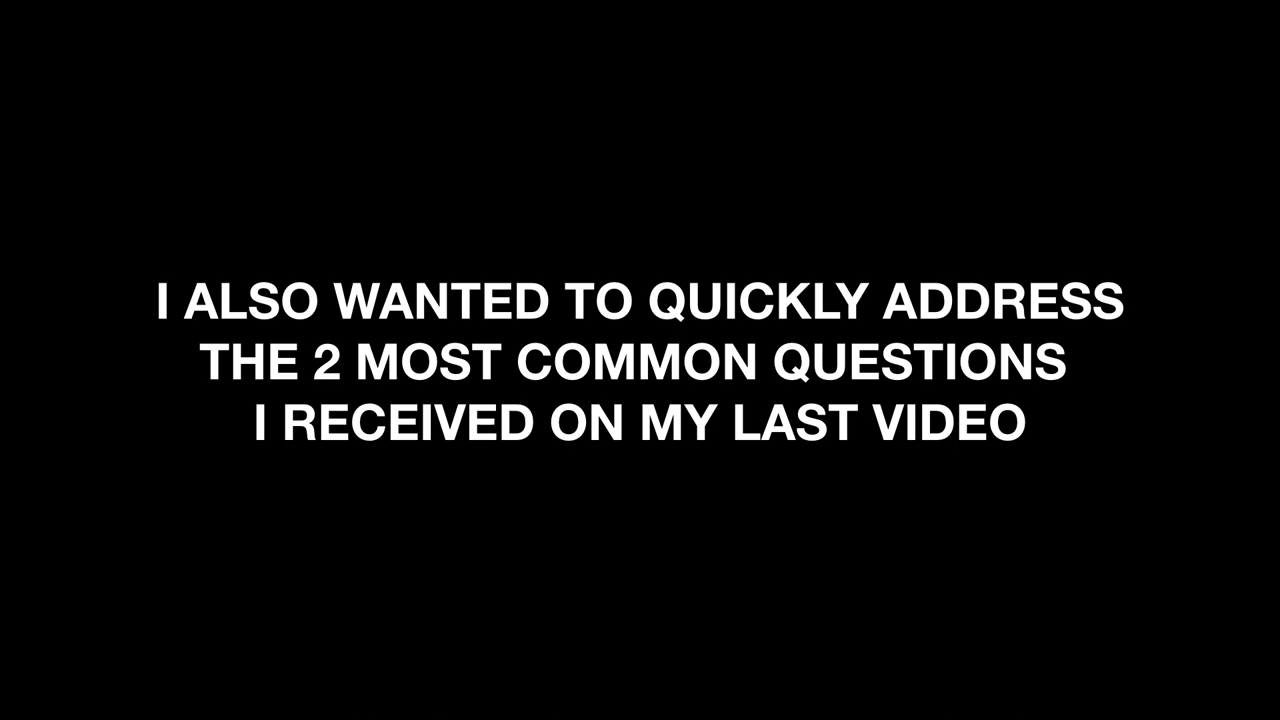 I ALSO WANTED TO QUICKLY ADDRESS
THE 2 MOST COMMON QUESTIONS
I RECEIVED ON MY LAST VIDEO